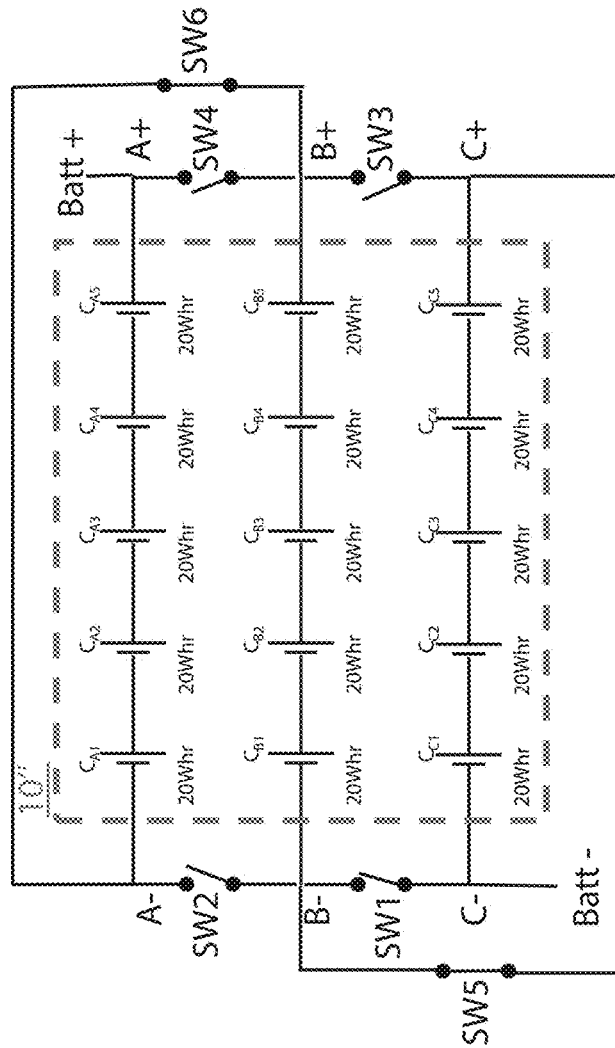 10"
Batt +
CA1 CA2 CA3 CA4 CA5
A- A+
20Whr 20Whr 20Whr 20Whr 20Whr
SW6
SW2 SW4
CB1 CB2 CB3 CB4 CB5
B- B+
20Whr 20Whr 20Whr 20Whr 20Whr
SW1 SW3
CC1 CC2 CC3 CC4 CC5
C- C+
SW5
20Whr 20Whr 20Whr 20Whr 20Whr
Batt -